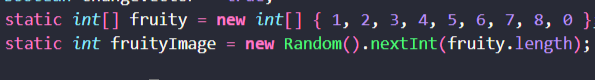 static int[] fruity = new int[] { 1, 2, 3, 4, 5, 6, 7, 8, 0 }
static int fruityImage = new Random().nextInt(fruity.length);